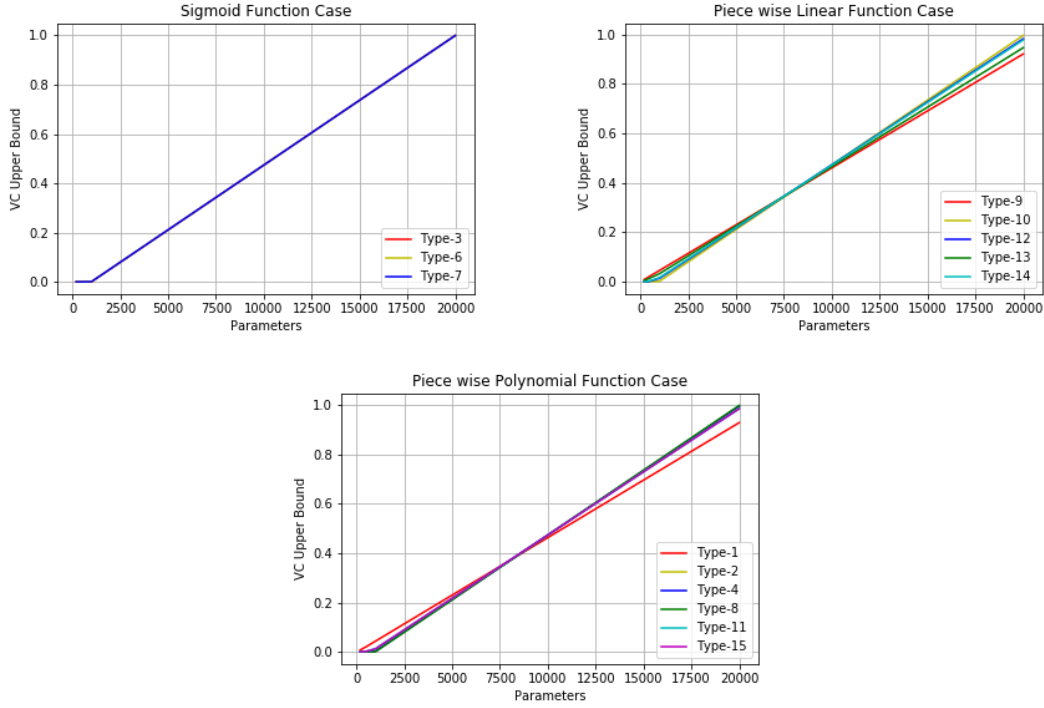 Sigmoid Function Case
1.0
0.8
0.6
0.4
0.2
0.0
VC Upper Bound
Type-3
Type-6
Type-7
0 2500 5000 7500 10000 12500 15000 17500 20000
Parameters
Piece wise Linear Function Case
1.0
0.8
0.6
0.4
0.2
0.0
VC Upper Bound
Type-9
Type-10
Type-12
Type-13
Type-14
0 2500 5000 7500 10000 12500 15000 17500 20000
Parameters
Piece wise Polynomial Function Case
1.0
0.8
0.6
0.4
0.2
0.0
VC Upper Bound
Type-1
Type-2
Type-4
Type-8
Type-11
Type-15
0 2500 5000 7500 10000 12500 15000 17500 20000
Parameters